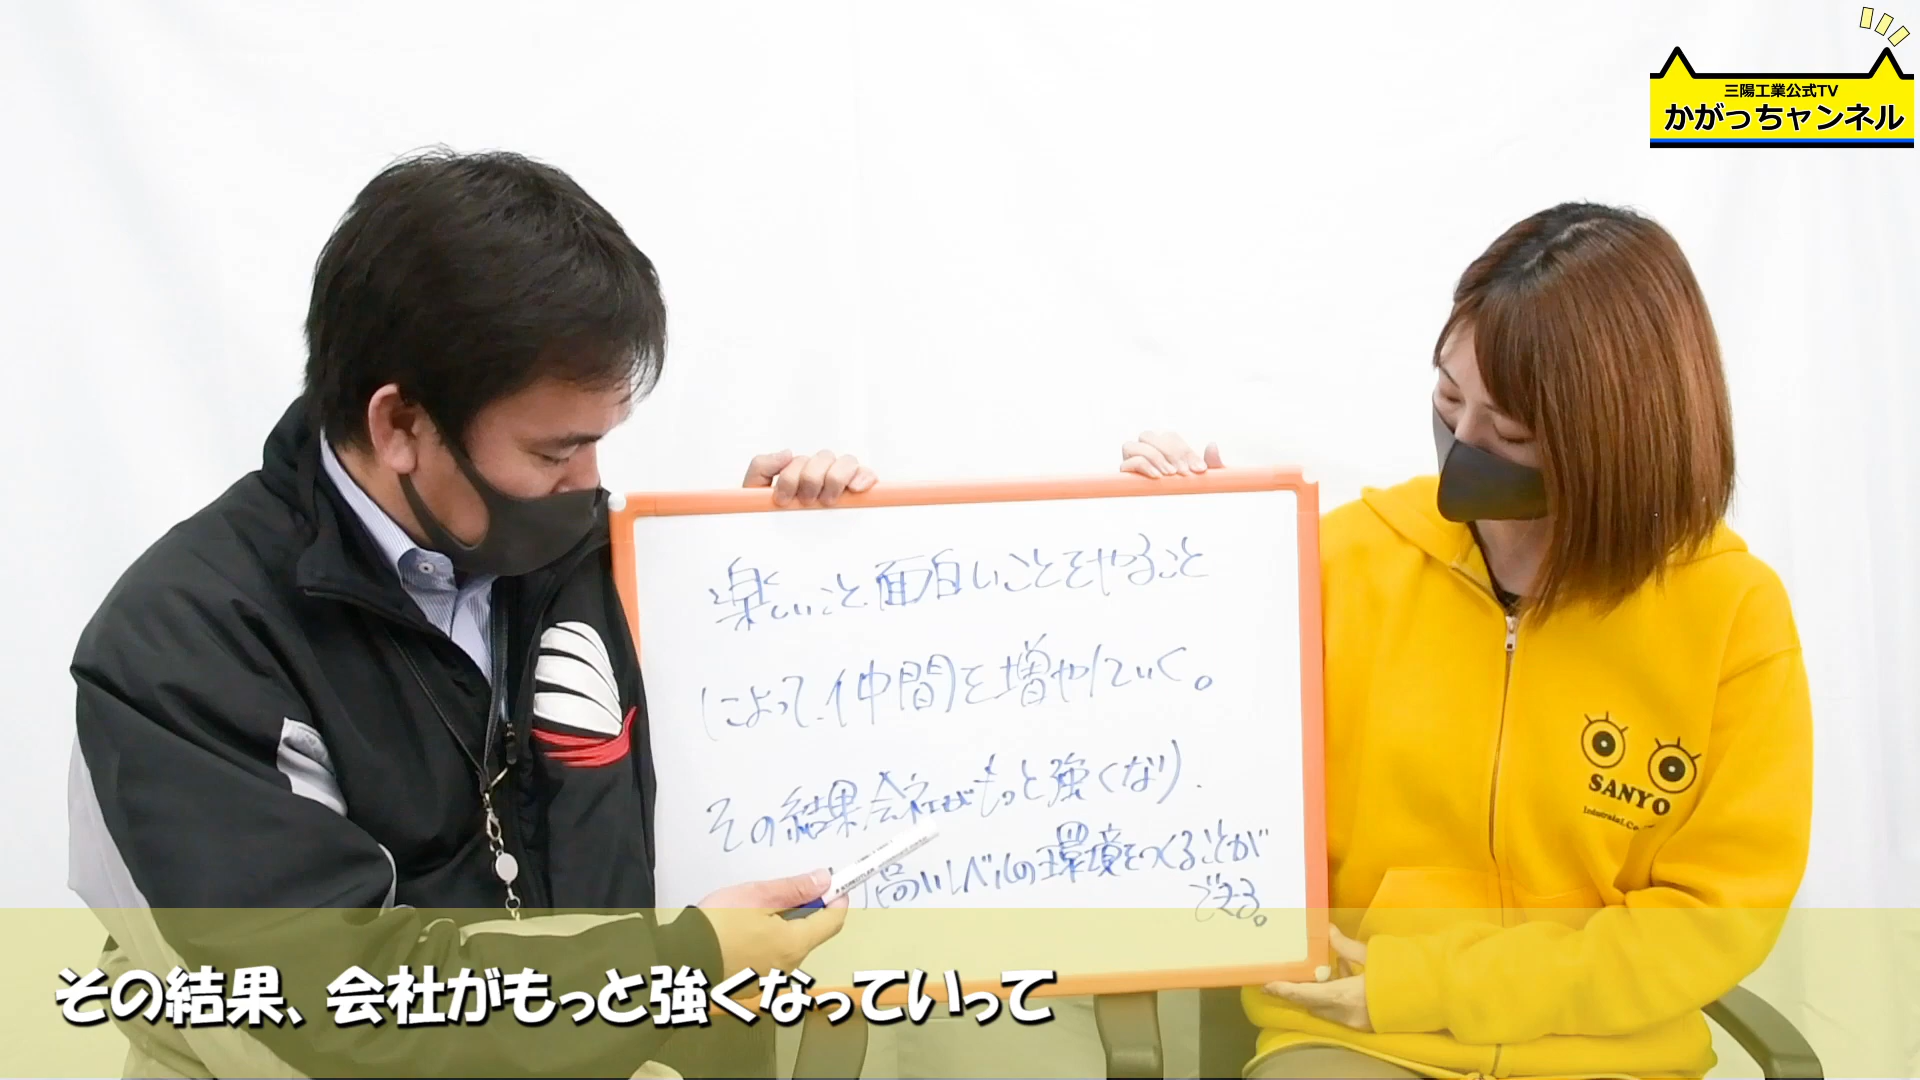 三陽工業公式TV
かがっちャンネル
楽しいこと面白いことをやること
によって、仲間を増やしていく。
その結果会社がもっと強くなり、
高いレベルの環境をつくることが
できる。
SANYO
Industrial.Co
その結果、会社がもっと強くなっていって